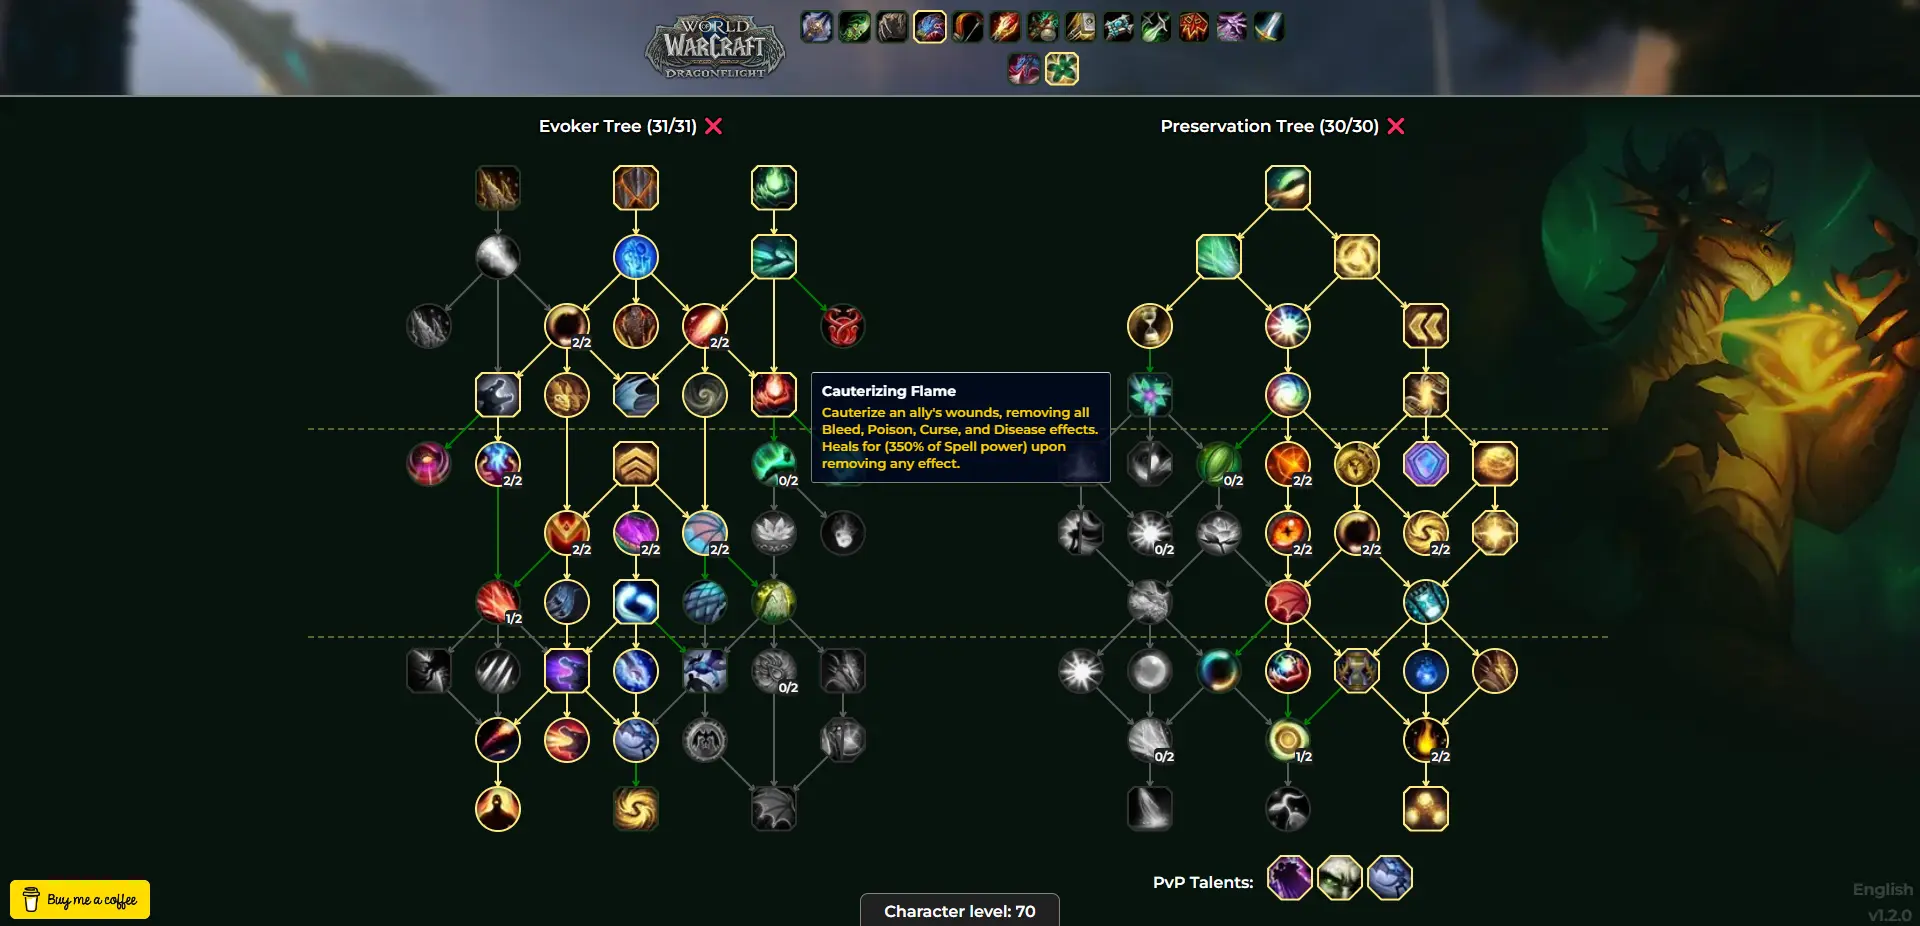 WORLD
WARCRAFT
DRAGONFLIGHT
Evoker Tree (31/31)
Preservation Tree (30/30)
2/2
2/2
Cauterizing Flame
Cauterize an ally's wounds, removing all
Bleed, Poison, Curse, and Disease effects.
Heals for (350% of Spell power) upon
removing any effect.
2/2
0/2
0/2
2/2
2/2
2/2
2/2
0/2
2/2
2/2
2/2
1/2
0/2
0/2
1/2
2/2
PvP Talents:
Buy me a coffee
Character level: 70
English
v1.2.0